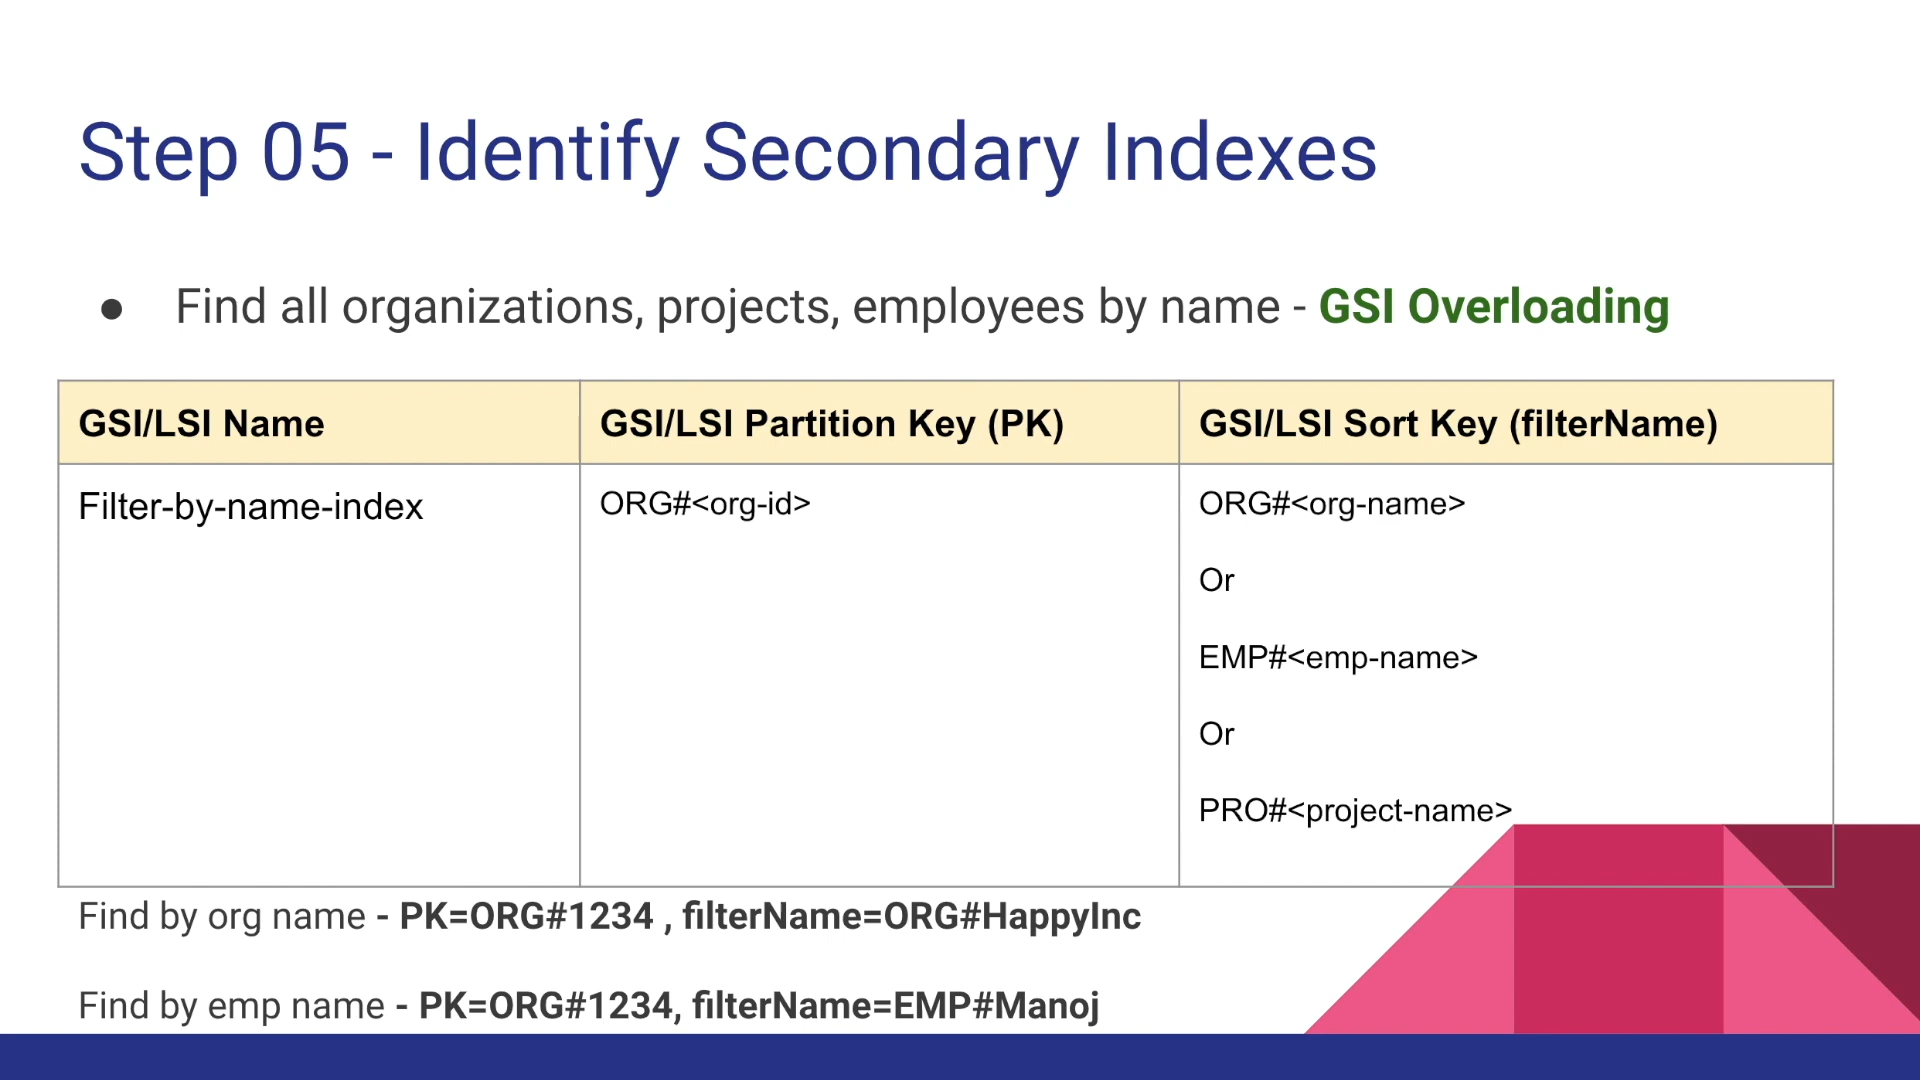 Step 05 - Identify Secondary Indexes
● Find all organizations, projects, employees by name - GSI Overloading
GSI/LSI Name
GSI/LSI Partition Key (PK)
GSI/LSI Sort Key (filterName)
Filter-by-name-index
ORG#<org-id>
ORG#<org-name>
Or
EMP#<emp-name>
Or
PRO#<project-name>
Find by org name - PK=ORG#1234 , filterName=ORG#HappyInc
Find by emp name - PK=ORG#1234, filterName=EMP#Manoj